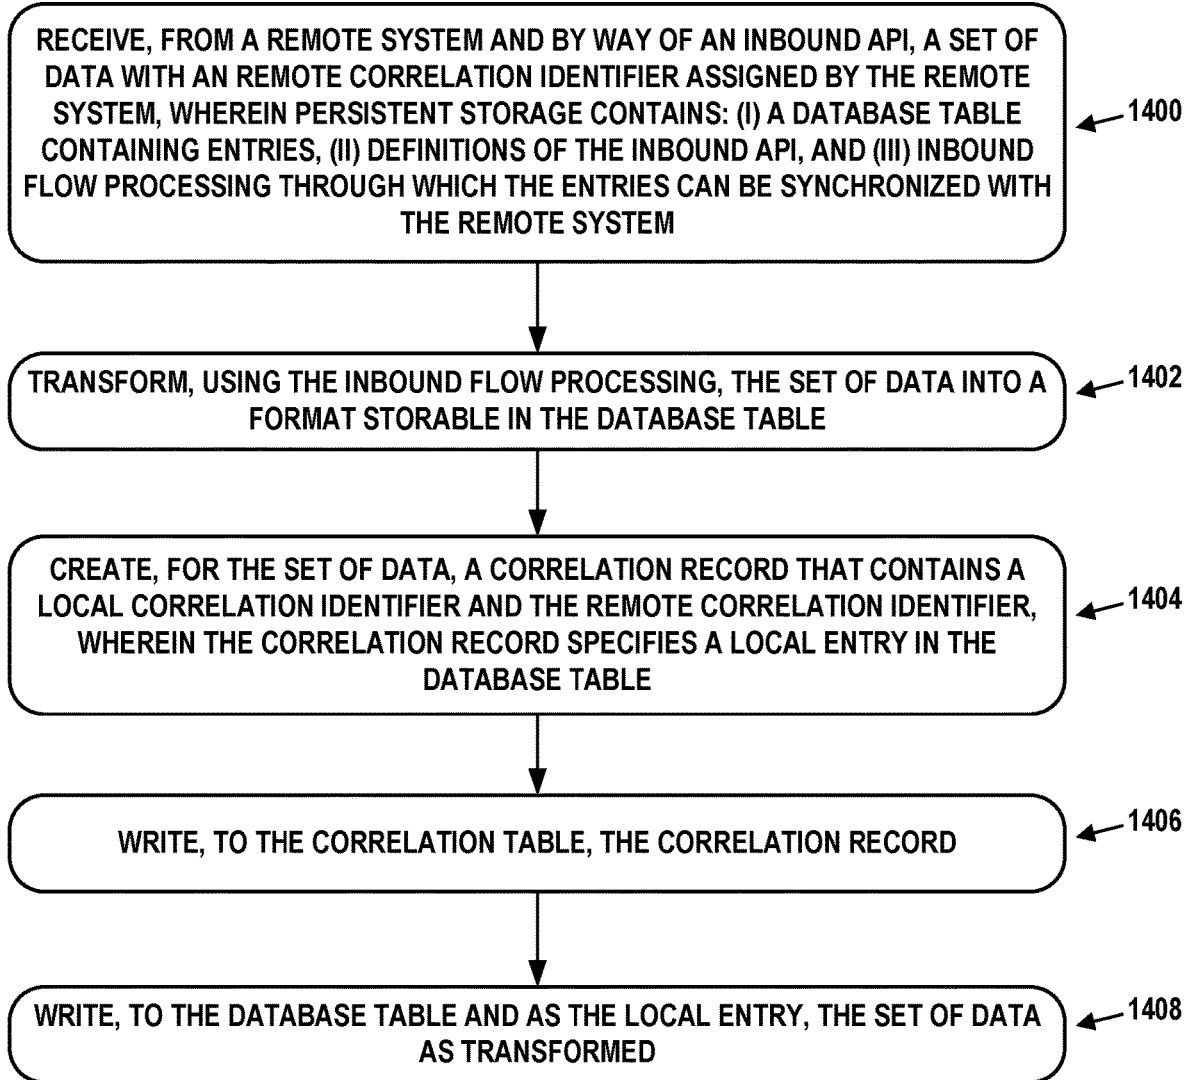 RECEIVE, FROM A REMOTE SYSTEM AND BY WAY OF AN INBOUND API, A SET OF
DATA WITH AN REMOTE CORRELATION IDENTIFIER ASSIGNED BY THE REMOTE
SYSTEM, WHEREIN PERSISTENT STORAGE CONTAINS: (I) A DATABASE TABLE
CONTAINING ENTRIES, (II) DEFINITIONS OF THE INBOUND API, AND (III) INBOUND
FLOW PROCESSING THROUGH WHICH THE ENTRIES CAN BE SYNCHRONIZED WITH
THE REMOTE SYSTEM
1400
TRANSFORM, USING THE INBOUND FLOW PROCESSING, THE SET OF DATA INTO A
FORMAT STORABLE IN THE DATABASE TABLE
1402
CREATE, FOR THE SET OF DATA, A CORRELATION RECORD THAT CONTAINS A
LOCAL CORRELATION IDENTIFIER AND THE REMOTE CORRELATION IDENTIFIER,
WHEREIN THE CORRELATION RECORD SPECIFIES A LOCAL ENTRY IN THE
DATABASE TABLE
1404
WRITE, TO THE CORRELATION TABLE, THE CORRELATION RECORD
1406
WRITE, TO THE DATABASE TABLE AND AS THE LOCAL ENTRY, THE SET OF DATA
AS TRANSFORMED
1408